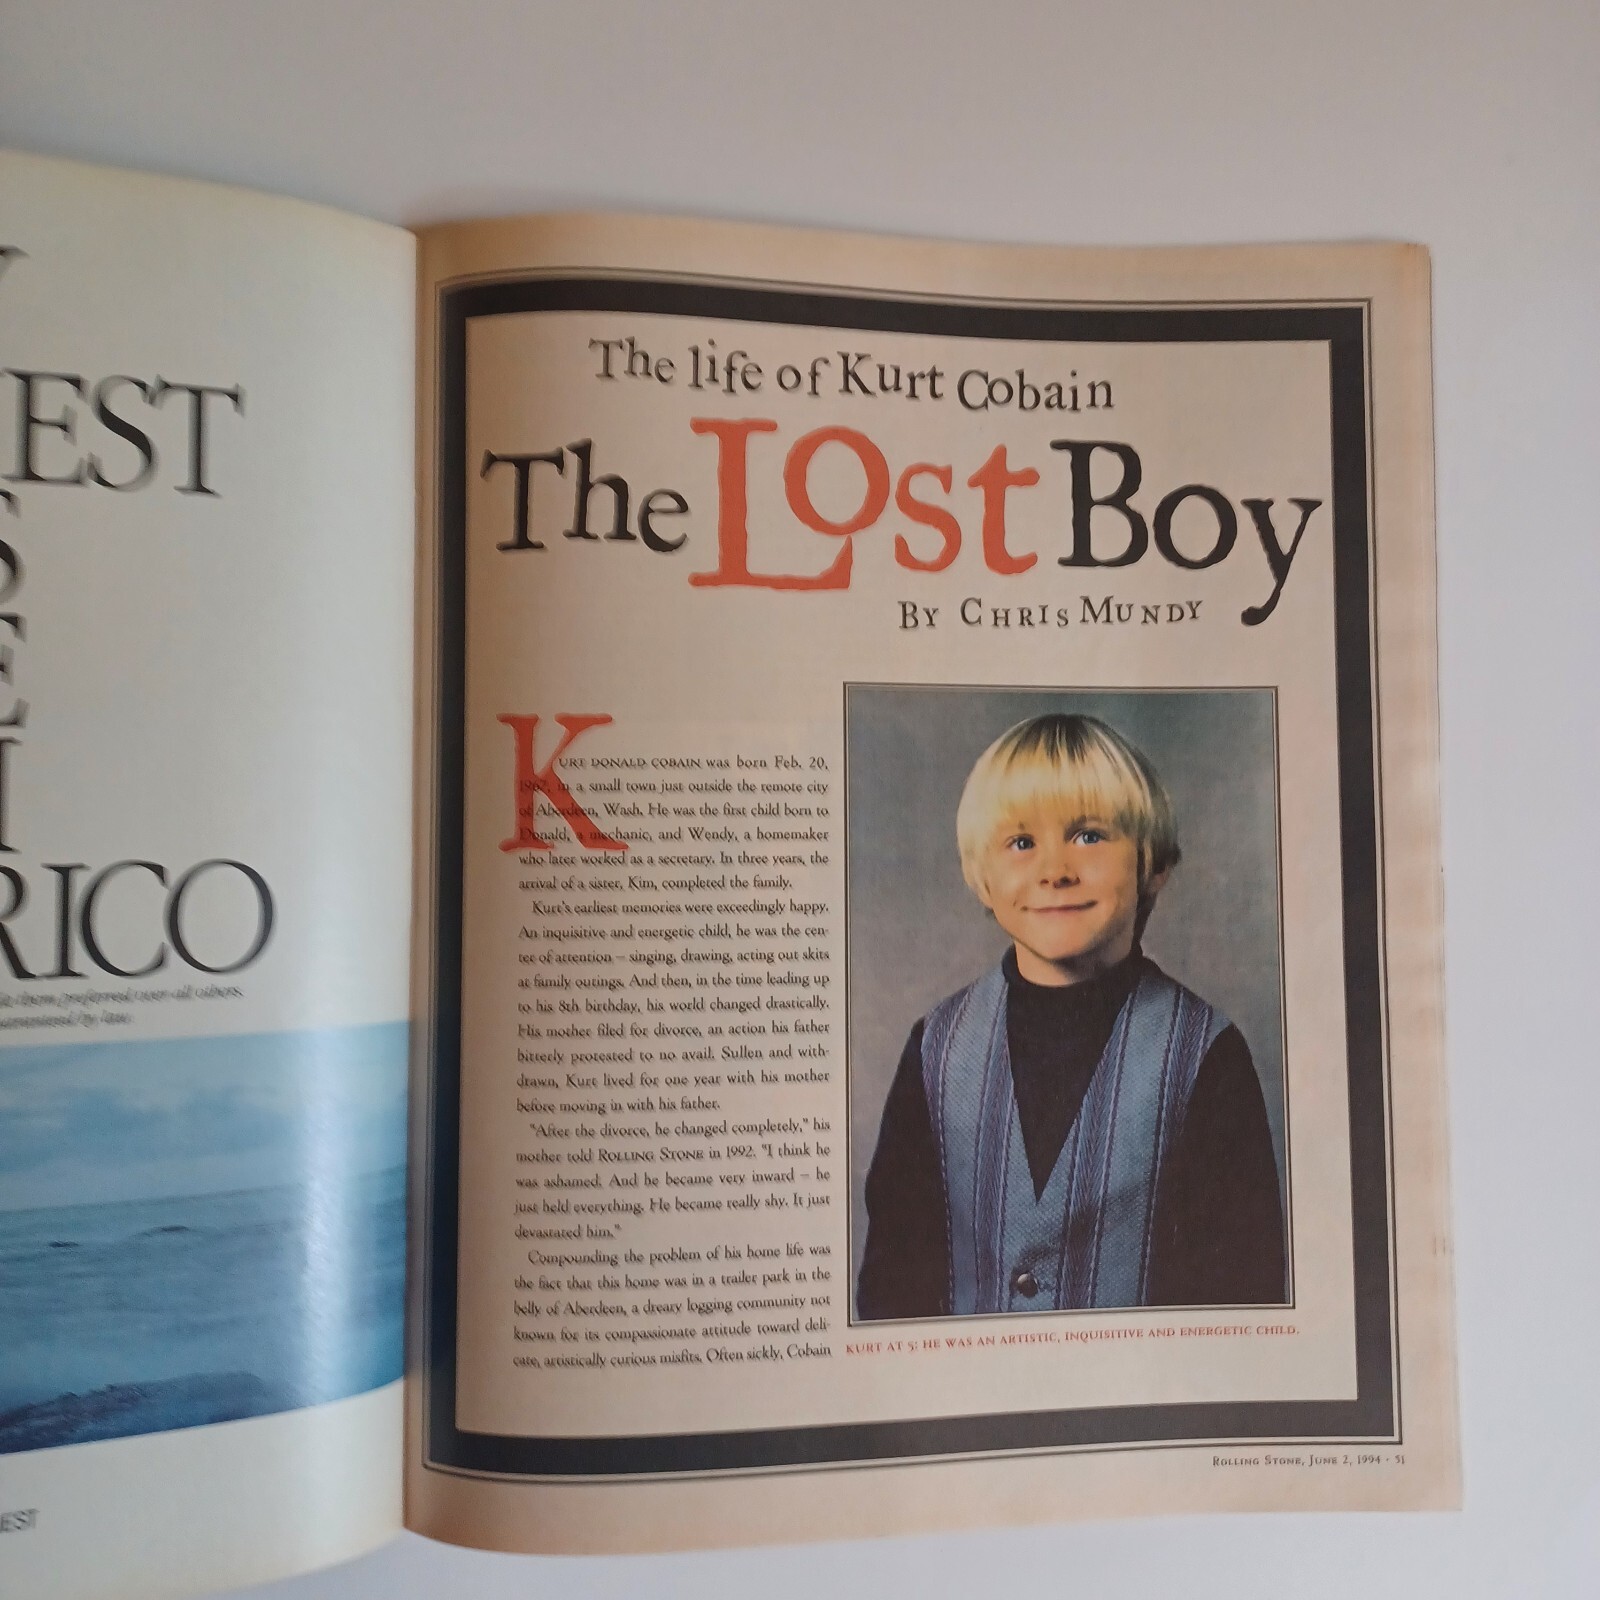 EST
RICO
them preferred over all others.
by law.
EST
The life of Kurt Cobain
The Lost Boy
By Chris Mundy
KURT DONALD COBAIN was born Feb. 20,
1967, in a small town just outside the remote city
of Aberdeen, Wash. He was the first child born to
Donald, a mechanic, and Wendy, a homemaker
who later worked as a secretary. In three years, the
arrival of a sister, Kim, completed the family.
Kurt's earliest memories were exceedingly happy.
An inquisitive and energetic child, he was the cen-
ter of attention – singing, drawing, acting out skits
at family outings. And then, in the time leading up
to his 8th birthday, his world changed drastically.
His mother filed for divorce, an action his father
bitterly protested to no avail. Sullen and with-
drawn, Kurt lived for one year with his mother
before moving in with his father.
"After the divorce, he changed completely," his
mother told ROLLING STONE in 1992. "I think he
was ashamed. And he became very inward – he
just held everything. He became really shy. It just
devastated him."
Compounding the problem of his home life was
the fact that this home was in a trailer park in the
belly of Aberdeen, a dreary logging community not
known for its compassionate attitude toward deli-
cate, artistically curious misfits. Often sickly, Cobain
KURT AT 5: HE WAS AN ARTISTIC, INQUISITIVE AND ENERGETIC CHILD.
ROLLING STONE, JUNE 2, 1994 · 51